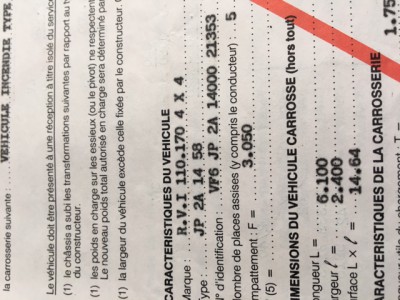 la carrosserie suivante : VEHICULE INCENDIE TYPE
Le véhicule doit être présenté à une réception à titre isolé du service
(1) le châssis a subi les transformations suivantes par rapport au
du constructeur.
(1) les poids en charge sur les essieux (ou le pivot) ne respectent
Le nouveau poids total autorisé en charge sera déterminé
(1) la largeur du véhicule excède celle fixée par le constructeur.
CARACTERISTIQUES DU VEHICULE
Marque : R.V.I 110.170 4 X 4
Type JP 2A 14 58
N° d'identification : VF6 JP 2A 14000 21353
Nombre de places assises (y compris le conducteur) : 5
Empattement : F = 3.050
(5) =
DIMENSIONS DU VEHICULE CARROSSE (hors tout)
Longueur L = 6.100
Largeur l = 2.400
Surface L × l = 14.64
CARACTERISTIQUES DE LA CARROSSERIE
1.75